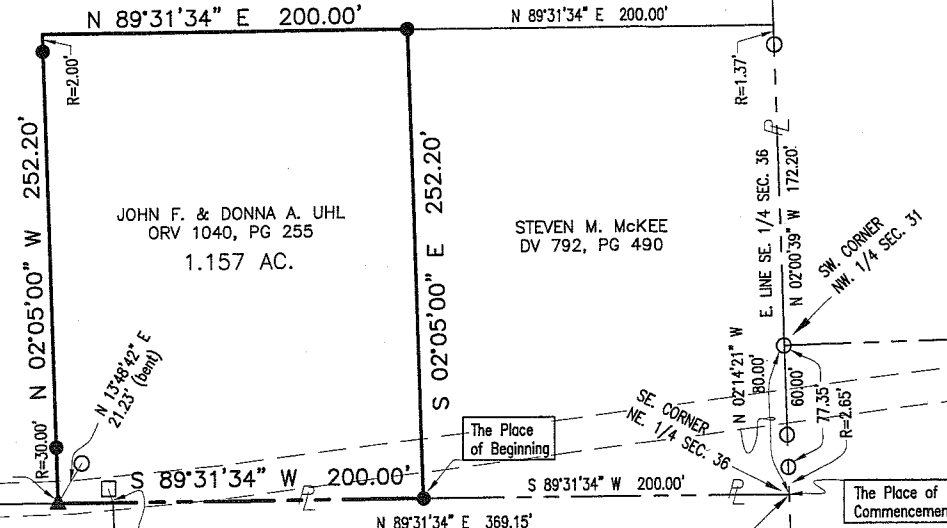 N 89°31'34" E 200.00'
N 89°31'34" E 200.00'
R=2.00'
R=1.37'
N 02°05'00" W 252.20'
S 02°05'00" E 252.20'
JOHN F. & DONNA A. UHL
ORV 1040, PG 255
1.157 AC.
STEVEN M. McKEE
DV 792, PG 490
PL
E. LINE SE. 1/4 SEC. 36
N 02°00'39" W 172.20'
SW. CORNER
NW. 1/4 SEC. 31
N 13°48'42" E
21.23' (bent)
R=30.00'
N 02°14'21" W
80.00'
60.00'
77.35'
R=2.65'
SE. CORNER
NE. 1/4 SEC. 36
The Place
of Beginning
S 89°31'34" W 200.00'
PL
S 89°31'34" W 200.00'
PL
The Place of
Commencemen
N 89°31'34" E 369.15'